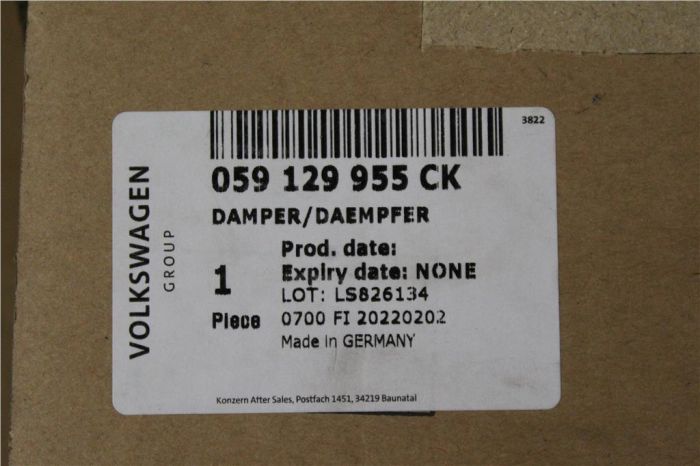 3822
059 129 955 CK
DAMPER/DAEMPFER
VOLKSWAGEN
GROUP
Prod. date:
1 Expiry date: NONE
LOT: LS826134
Piece 0700 FI 20220202
Made in GERMANY
Konzern After Sales, Postfach 1451, 34219 Baunatal